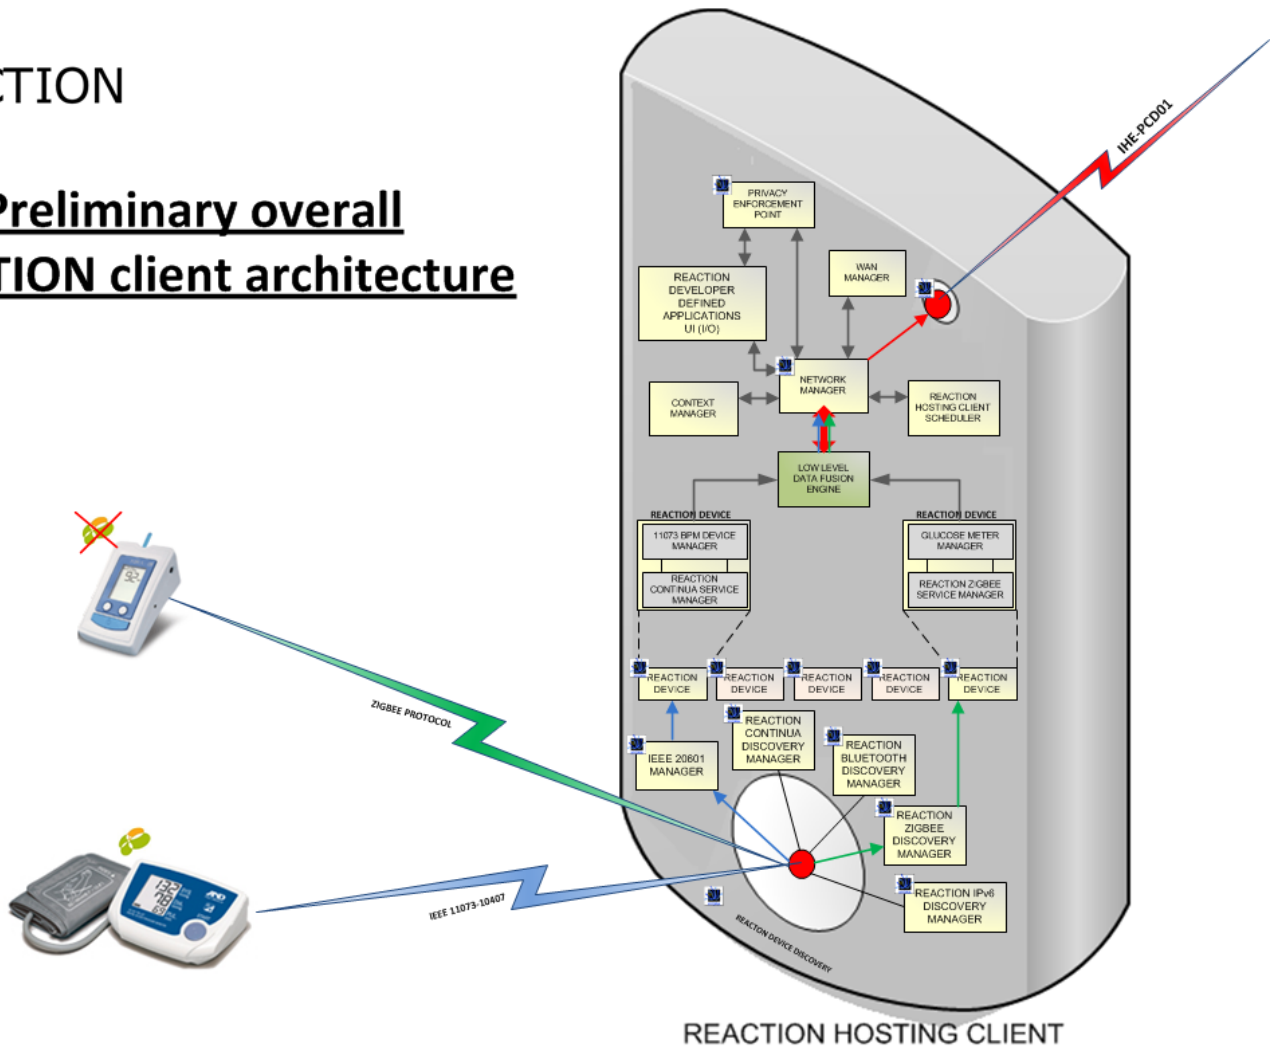 CTION
Preliminary overall
TION client architecture
IHE-PCD01
PRIVACY
ENFORCEMENT
POINT
REACTION
DEVELOPER
DEFINED
APPLICATIONS
UI (I/O)
WAN
MANAGER
NETWORK
MANAGER
CONTEXT
MANAGER
REACTION
HOSTING CLIENT
SCHEDULER
LOW LEVEL
DATA FUSION
ENGINE
REACTION DEVICE
11073 BPM DEVICE
MANAGER
REACTION
CONTINUA SERVICE
MANAGER
REACTION DEVICE
GLUCOSE METER
MANAGER
REACTION ZIGBEE
SERVICE MANAGER
REACTION
DEVICE
REACTION
DEVICE
REACTION
DEVICE
REACTION
DEVICE
REACTION
DEVICE
ZIGBEE PROTOCOL
IEEE 20601
MANAGER
REACTION
CONTINUA
DISCOVERY
MANAGER
REACTION
BLUETOOTH
DISCOVERY
MANAGER
REACTION
ZIGBEE
DISCOVERY
MANAGER
REACTION IPv6
DISCOVERY
MANAGER
IEEE 11073-10407
REACTON DEVICE DISCOVERY
REACTION HOSTING CLIENT